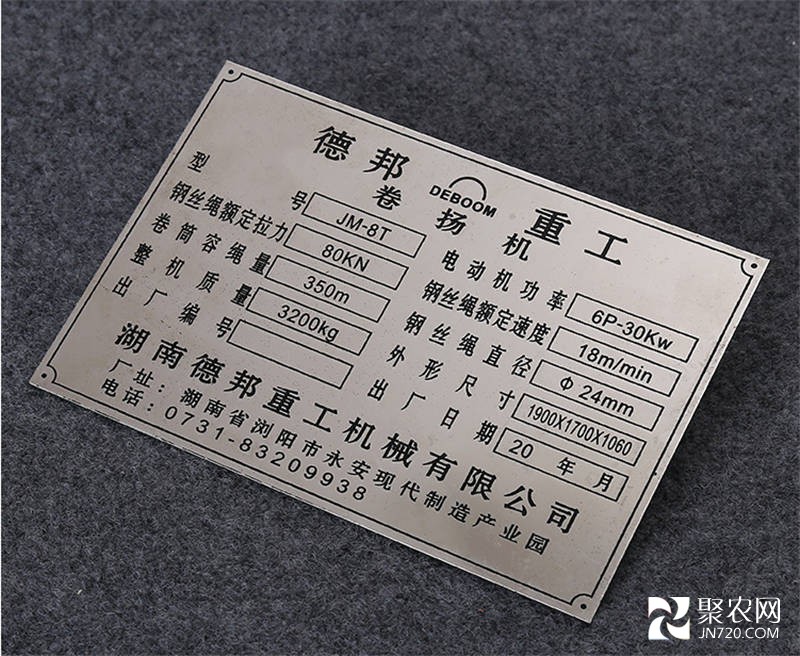 德邦 DEBOOM 重工
卷扬机
型号 JM-8T 电动机功率 6P-30Kw
钢丝绳额定拉力 80KN 钢丝绳额定速度 18m/min
卷筒容绳量 350m 钢丝绳直径 Φ24mm
整机质量 3200kg 外形尺寸 1900X1700X1060
出厂编号 出厂日期 20 年 月
湖南德邦重工机械有限公司
厂址：湖南省浏阳市永安现代制造产业园
电话：0731-83209938
聚农网
JN720.COM